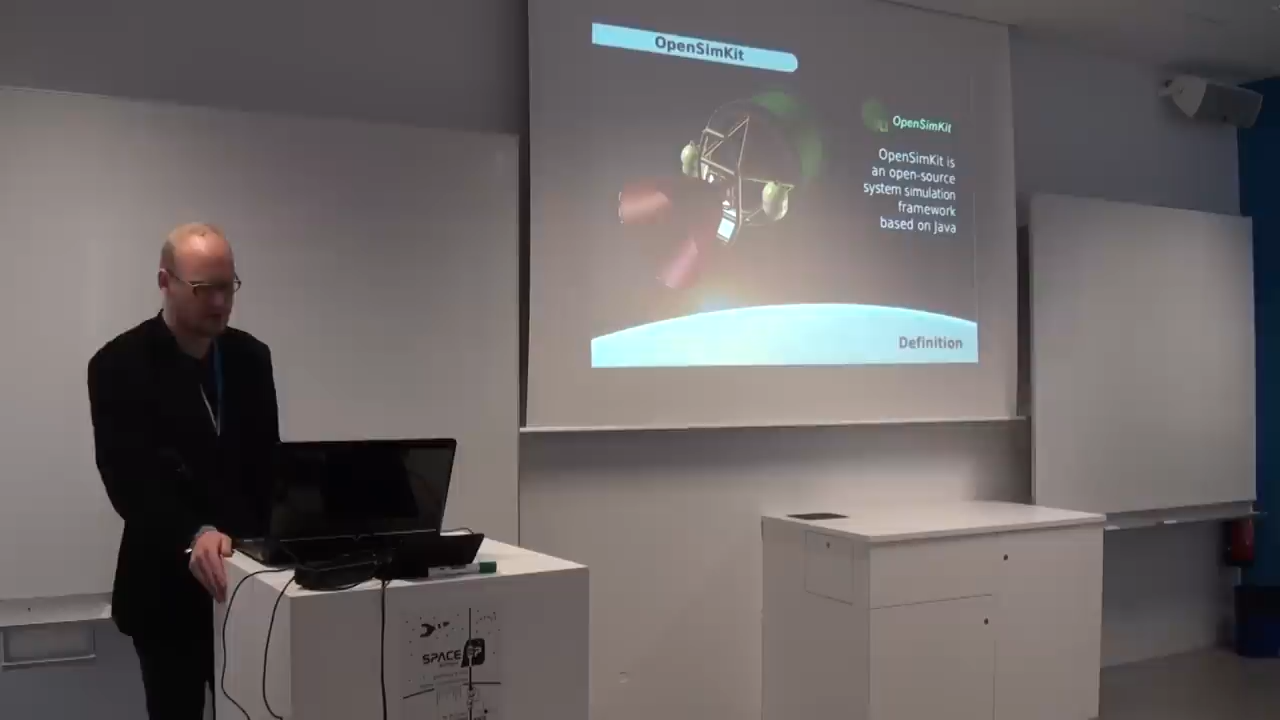 OpenSimKit
OpenSimKit
OpenSimKit is
an open-source
system simulation
framework
based on Java
Definition
SPACE